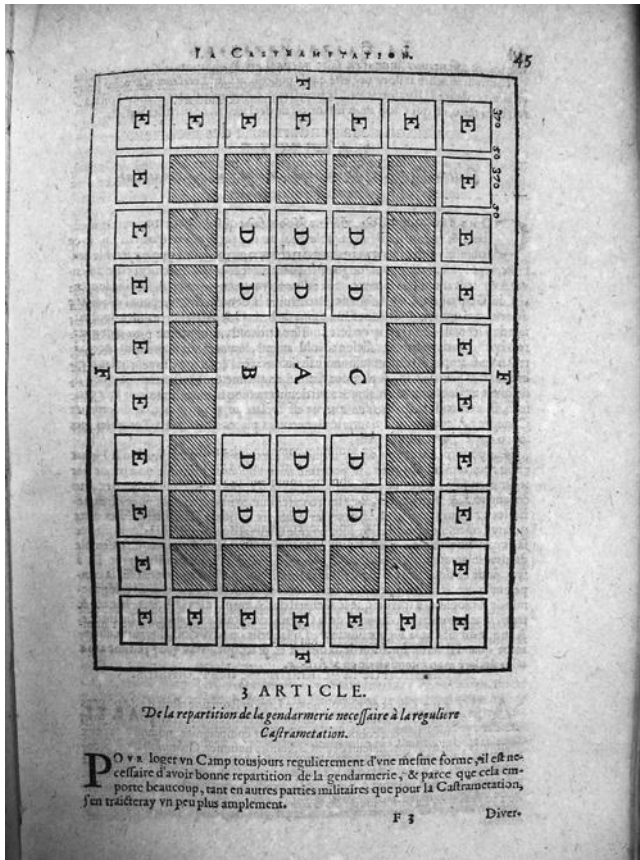 LA CASTRAMETATION. 45
F
E E E E E E E 370
50
E E 370
50
E D D D E
E D D D E
E E
F B A C F
E E
E D D D E
E D D D E
E E
E E E E E E E
F
3 ARTICLE.
De la repartition de la gendarmerie necessaire à la reguliere
Castrametation.
POVR loger vn Camp tousjours regulierement d'vne mesme forme, il est ne-
cessaire d'avoir bonne repartition de la gendarmerie, & parce que cela em-
porte beaucoup, tant en autres parties militaires que pour la Castrametation,
j'en traicteray vn peu plus amplement.
F 3 Diver-